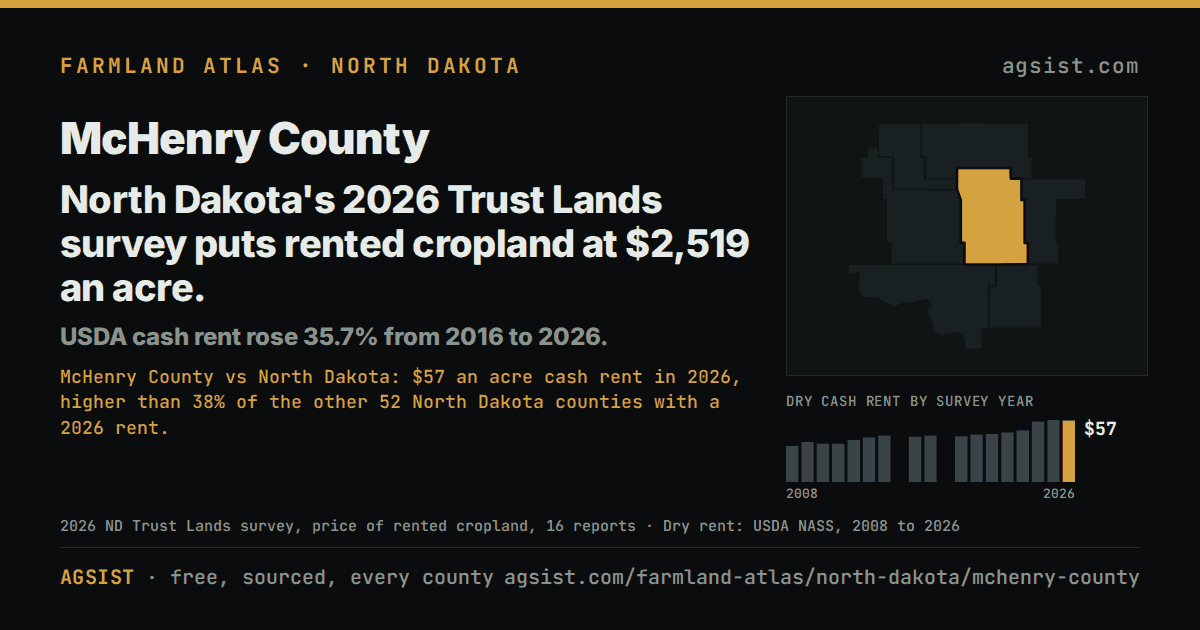 FARMLAND ATLAS · NORTH DAKOTA
agsist.com
McHenry County
North Dakota's 2026 Trust Lands
survey puts rented cropland at $2,519
an acre.
USDA cash rent rose 35.7% from 2016 to 2026.
McHenry County vs North Dakota: $57 an acre cash rent in 2026,
higher than 38% of the other 52 North Dakota counties with a
2026 rent.
DRY CASH RENT BY SURVEY YEAR
$57
2008
2026
2026 ND Trust Lands survey, price of rented cropland, 16 reports · Dry rent: USDA NASS, 2008 to 2026
AGSIST · free, sourced, every county agsist.com/farmland-atlas/north-dakota/mchenry-county